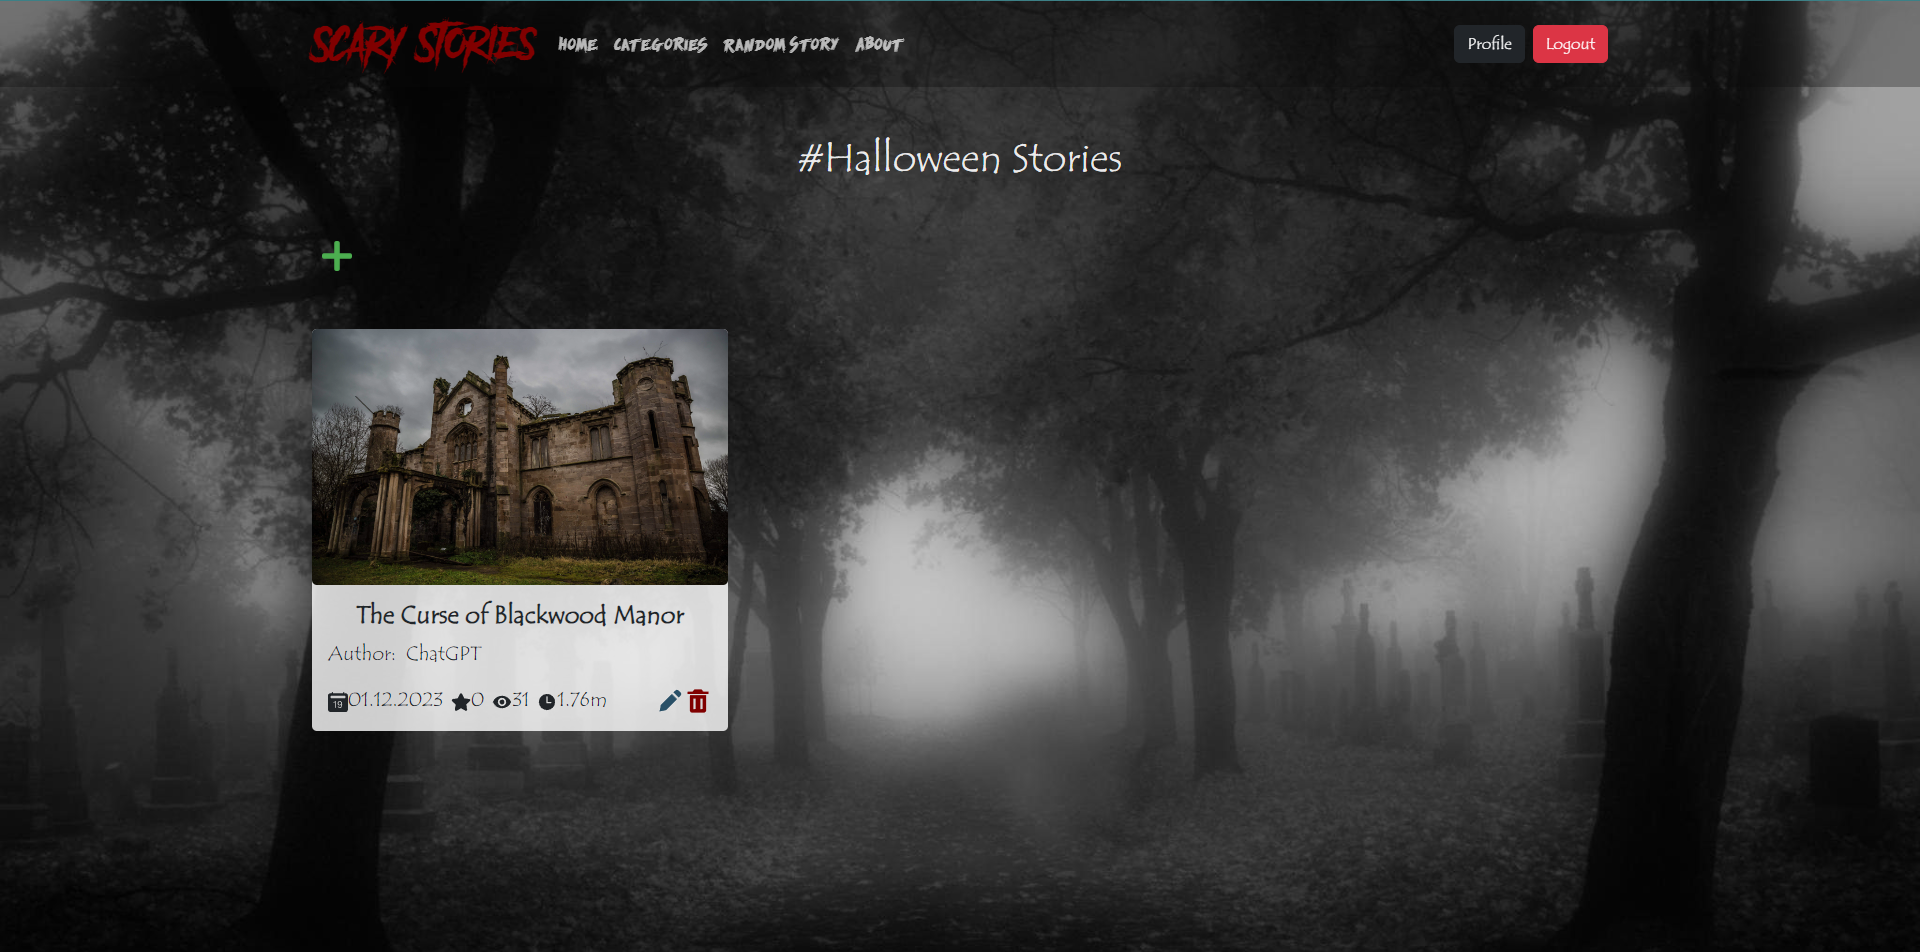 SCARY STORIES HOME CATEGORIES RANDOM STORY ABOUT Profile Logout
#Halloween Stories
The Curse of Blackwood Manor
Author: ChatGPT
19 01.12.2023 0 31 1.76m